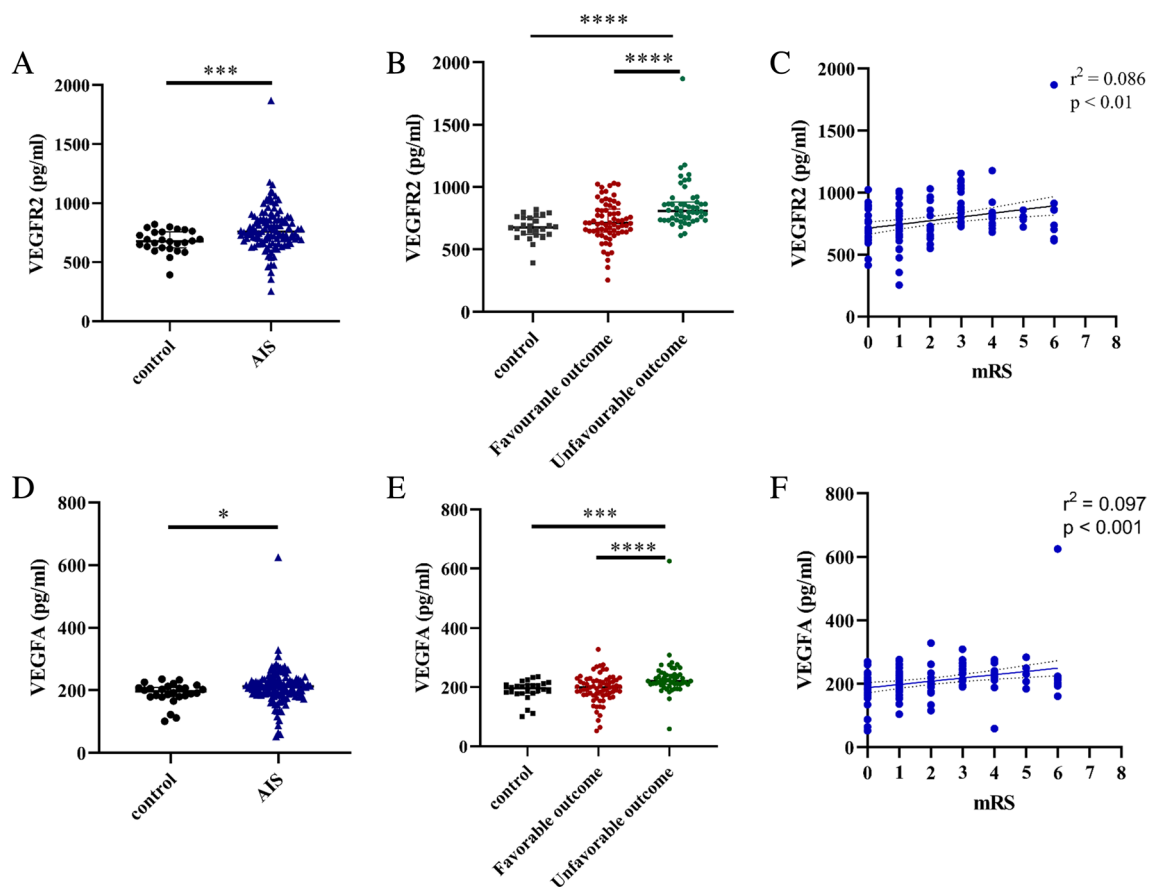 A
***
VEGFR2 (pg/ml)
2000
1500
1000
500
0
control
AIS
B
****
****
VEGFR2 (pg/ml)
2000
1500
1000
500
0
control
Favouranle outcome
Unfavourable outcome
C
r² = 0.086
p < 0.01
VEGFR2 (pg/ml)
2000
1500
1000
500
0
0 1 2 3 4 5 6 7 8
mRS
D
*
VEGFA (pg/ml)
800
600
400
200
0
control
AIS
E
***
****
VEGFA (pg/ml)
800
600
400
200
0
control
Favorable outcome
Unfavorable outcome
F
r² = 0.097
p < 0.001
VEGFA (pg/ml)
800
600
400
200
0
0 1 2 3 4 5 6 7 8
mRS